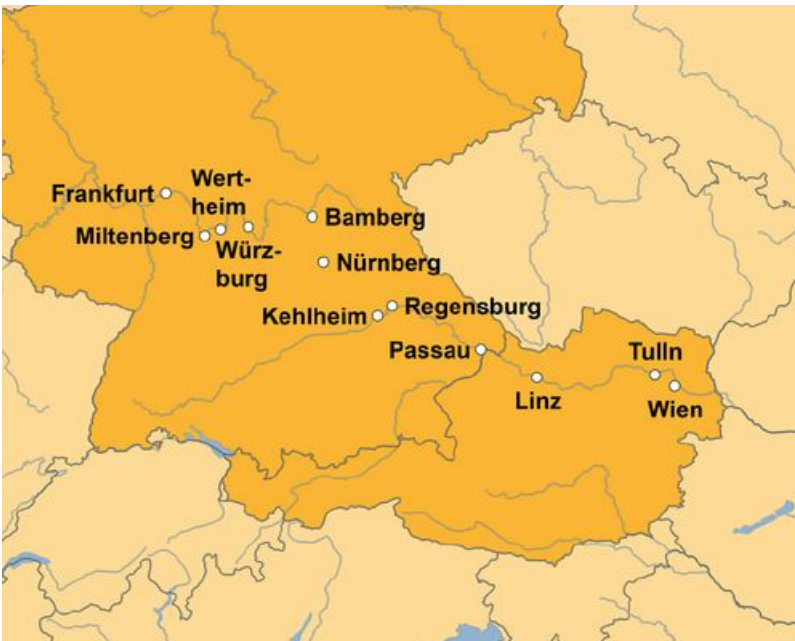 Frankfurt
Wert-
heim
Miltenberg
Würz-
burg
Bamberg
Nürnberg
Kehlheim
Regensburg
Passau
Linz
Tulln
Wien